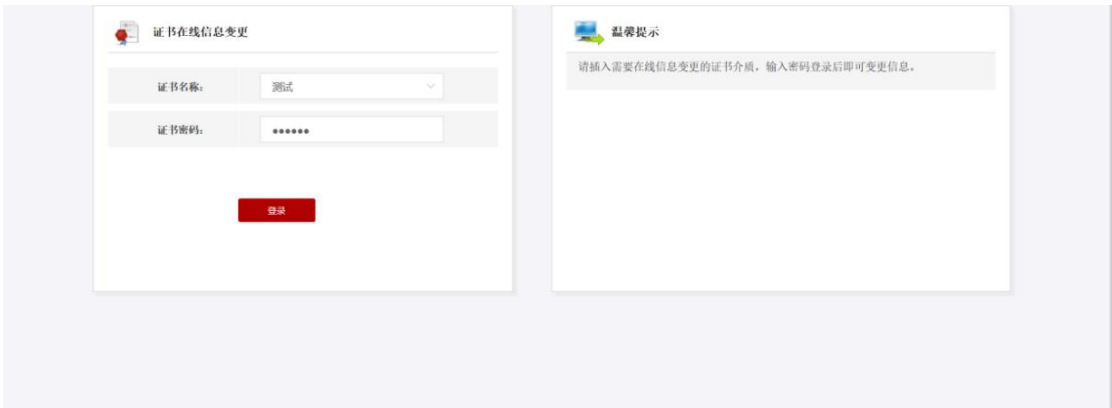 证书在线信息变更
证书名称: 测试
证书密码: ●●●●●●
登录
温馨提示
请插入需要在线信息变更的证书介质，输入密码登录后即可变更信息。